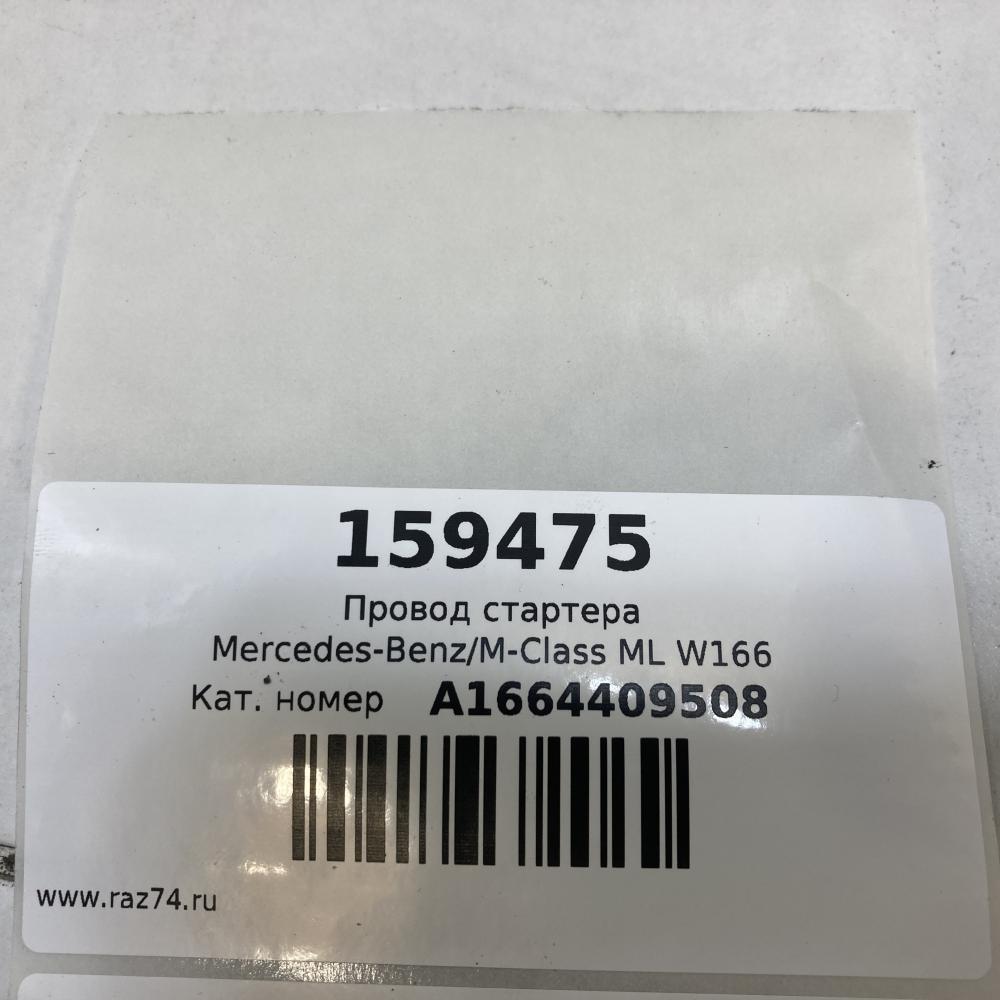 159475
Провод стартера
Mercedes-Benz/M-Class ML W166
Кат. номер A1664409508
www.raz74.ru